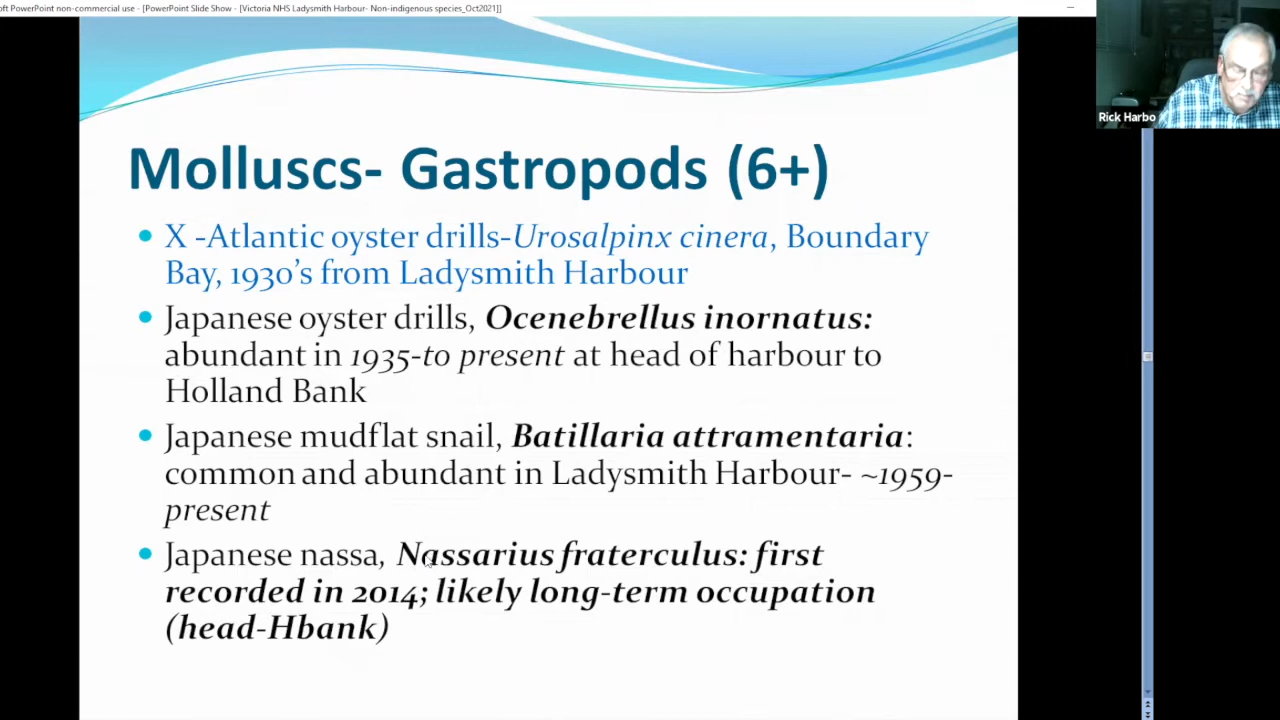 oft PowerPoint non-commercial use - [PowerPoint Slide Show - [Victoria NHS Ladysmith Harbour- Non-indigenous species_Oct2021]]
Rick Harbo
Molluscs- Gastropods (6+)
X -Atlantic oyster drills-Urosalpinx cinera, Boundary
Bay, 1930's from Ladysmith Harbour
Japanese oyster drills, Ocenebrellus inornatus:
abundant in 1935-to present at head of harbour to
Holland Bank
Japanese mudflat snail, Batillaria attramentaria:
common and abundant in Ladysmith Harbour- ~1959-
present
Japanese nassa, Nassarius fraterculus: first
recorded in 2014; likely long-term occupation
(head-Hbank)